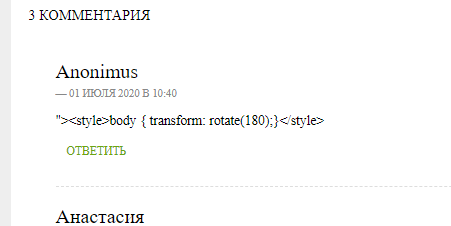 3 КОММЕНТАРИЯ
Anonimus
— 01 ИЮЛЯ 2020 В 10:40
"><style>body { transform: rotate(180);}</style>
ОТВЕТИТЬ
Анастасия